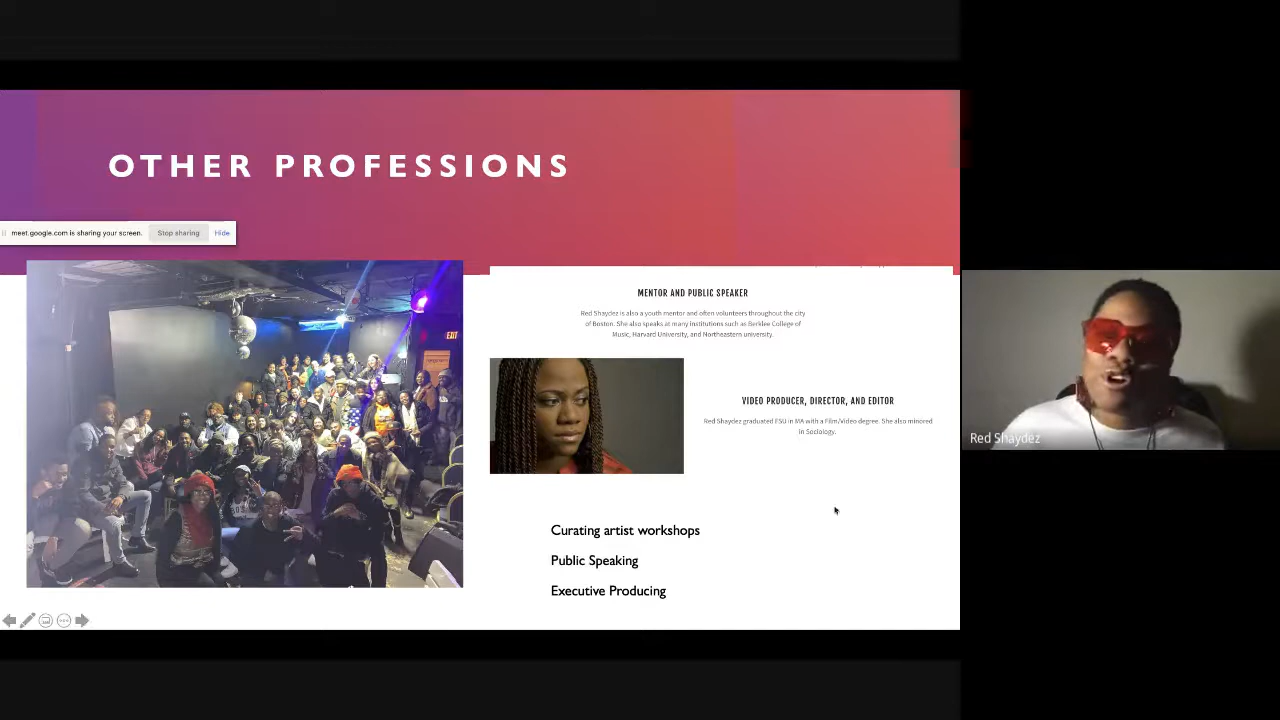 OTHER PROFESSIONS
meet.google.com is sharing your screen. Stop sharing Hide
EXIT
MENTOR AND PUBLIC SPEAKER
Red Shaydez is also a youth mentor and often volunteers throughout the city
of Boston. She also speaks at many institutions such as Berklee College of
Music, Harvard University, and Northeastern university.
VIDEO PRODUCER, DIRECTOR, AND EDITOR
Red Shaydez graduated FSU in MA with a Film/Video degree. She also minored
in Sociology.
Red Shaydez
Curating artist workshops
Public Speaking
Executive Producing